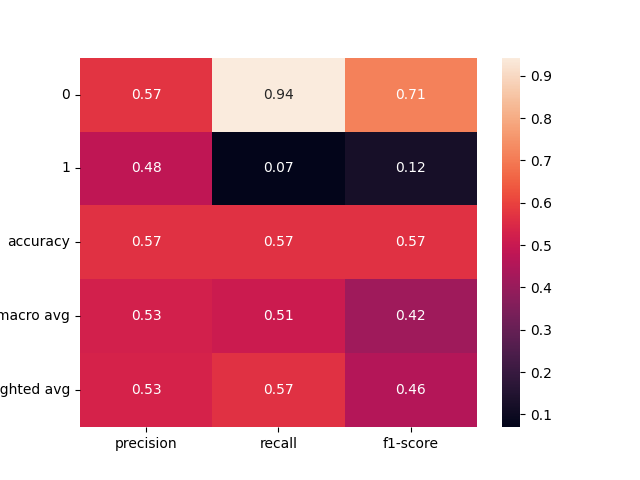 0 0.57 0.94 0.71
1 0.48 0.07 0.12
accuracy 0.57 0.57 0.57
macro avg 0.53 0.51 0.42
ghted avg 0.53 0.57 0.46
precision recall f1-score
0.9
0.8
0.7
0.6
0.5
0.4
0.3
0.2
0.1